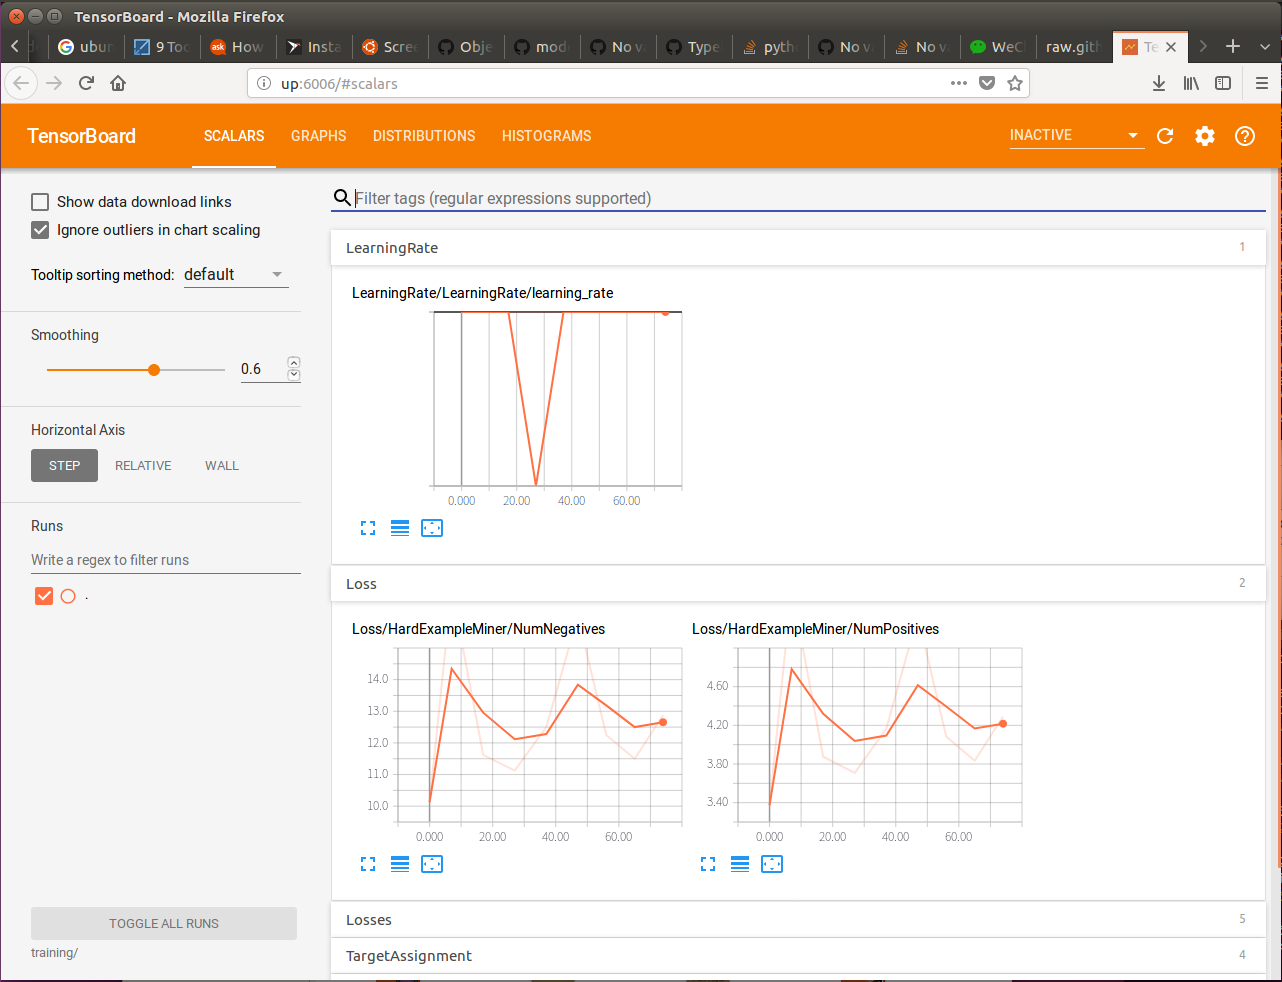 TensorBoard - Mozilla Firefox
ubun
9 Too
How
Insta
Scre
Obje
mod
No v
Type
pyth
No v
No v
WeC
raw.gith
Te
up:6006/#scalars
TensorBoard
SCALARS
GRAPHS
DISTRIBUTIONS
HISTOGRAMS
INACTIVE
Show data download links
Ignore outliers in chart scaling
Tooltip sorting method: default
Smoothing
0.6
Horizontal Axis
STEP
RELATIVE
WALL
Runs
Write a regex to filter runs
.
TOGGLE ALL RUNS
training/
Filter tags (regular expressions supported)
LearningRate
1
LearningRate/LearningRate/learning_rate
0.000 20.00 40.00 60.00
Loss
2
Loss/HardExampleMiner/NumNegatives
14.0
13.0
12.0
11.0
10.0
0.000 20.00 40.00 60.00
Loss/HardExampleMiner/NumPositives
4.60
4.20
3.80
3.40
0.000 20.00 40.00 60.00
Losses
5
TargetAssignment
4